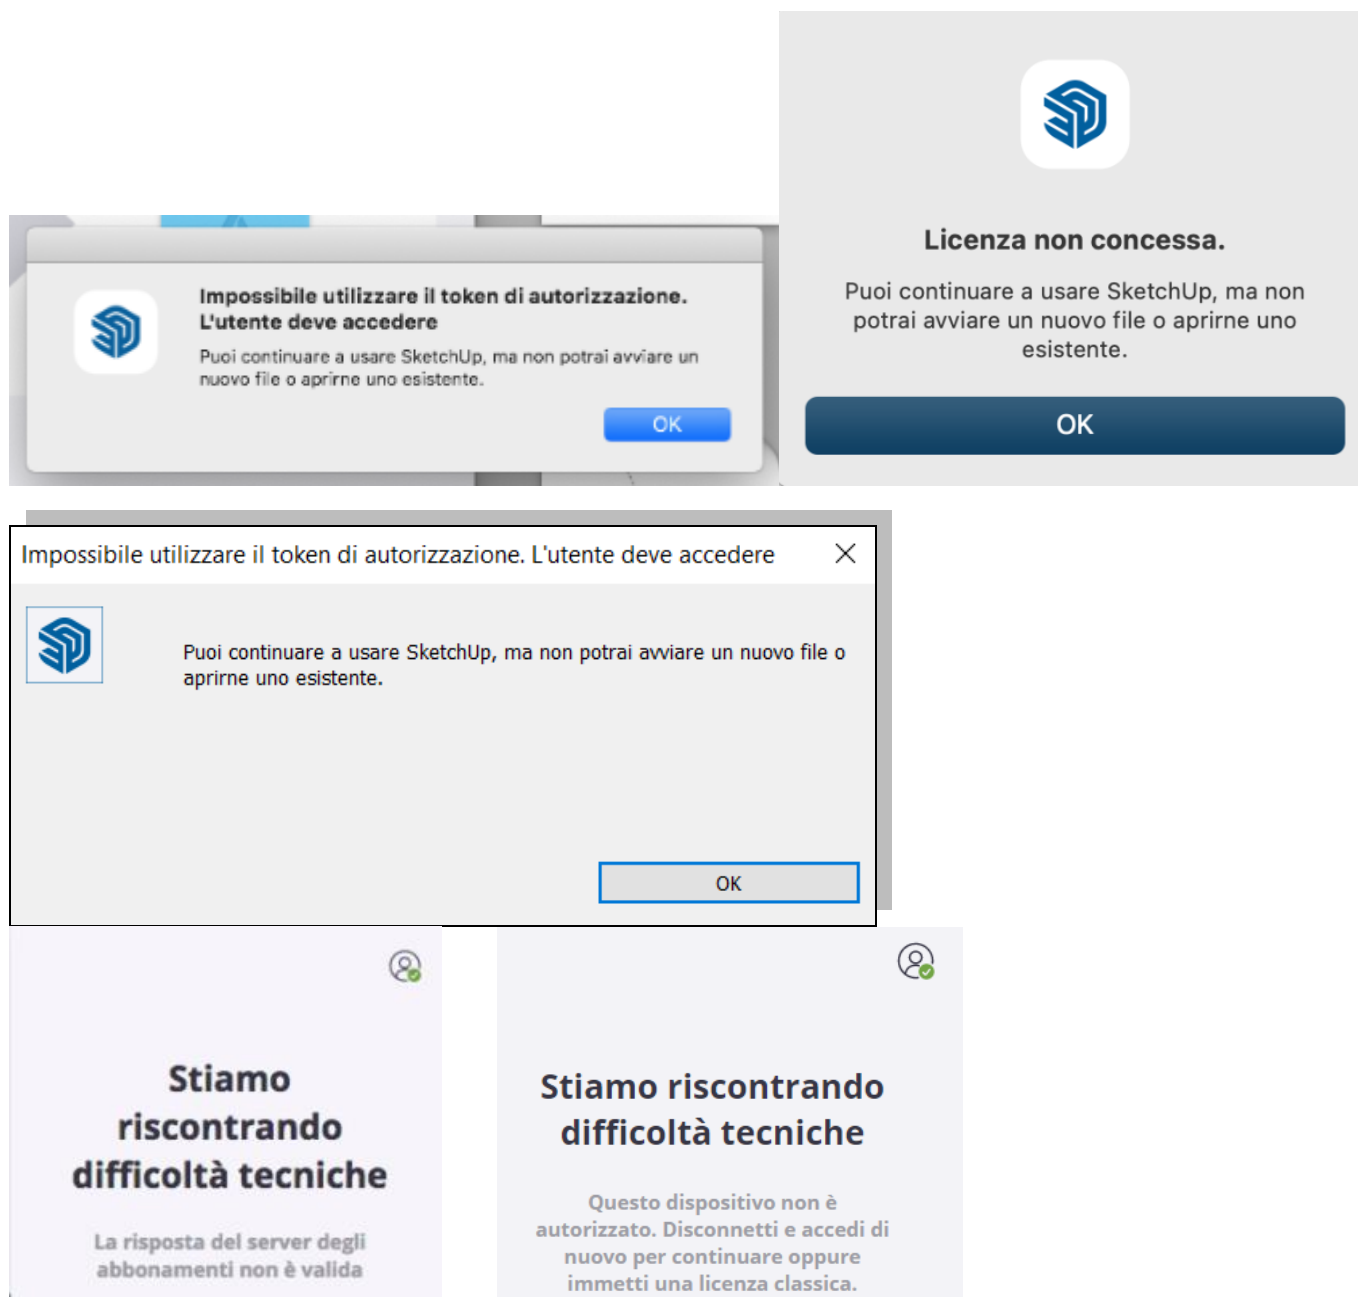 Impossibile utilizzare il token di autorizzazione.
L'utente deve accedere
Puoi continuare a usare SketchUp, ma non potrai avviare un
nuovo file o aprirne uno esistente.
OK
Licenza non concessa.
Puoi continuare a usare SketchUp, ma non
potrai avviare un nuovo file o aprirne uno
esistente.
OK
Impossibile utilizzare il token di autorizzazione. L'utente deve accedere
Puoi continuare a usare SketchUp, ma non potrai avviare un nuovo file o
aprirne uno esistente.
OK
Stiamo
riscontrando
difficoltà tecniche
La risposta del server degli
abbonamenti non è valida
Stiamo riscontrando
difficoltà tecniche
Questo dispositivo non è
autorizzato. Disconnetti e accedi di
nuovo per continuare oppure
immetti una licenza classica.